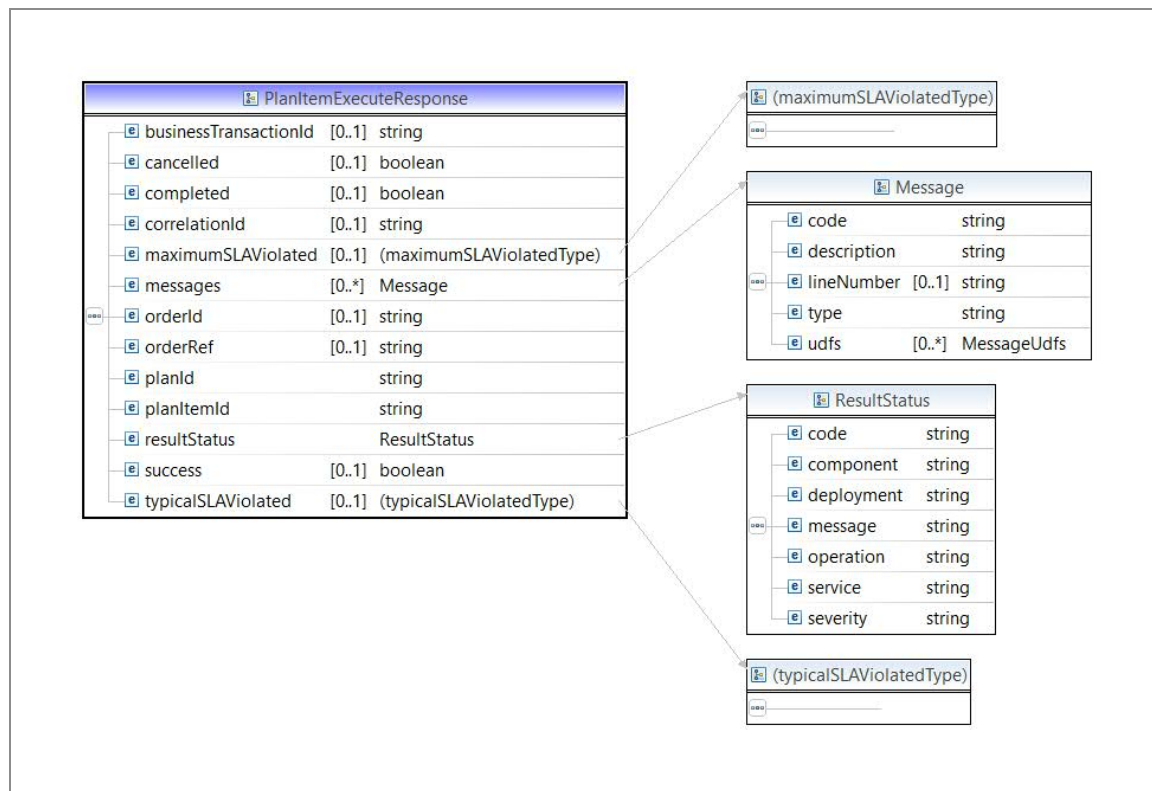 PlanItemExecuteResponse
businessTransactionId [0..1] string
cancelled [0..1] boolean
completed [0..1] boolean
correlationId [0..1] string
maximumSLAViolated [0..1] (maximumSLAViolatedType)
messages [0..*] Message
orderId [0..1] string
orderRef [0..1] string
planId string
planItemId string
resultStatus ResultStatus
success [0..1] boolean
typicalSLAViolated [0..1] (typicalSLAViolatedType)
(maximumSLAViolatedType)
Message
code string
description string
lineNumber [0..1] string
type string
udfs [0..*] MessageUdfs
ResultStatus
code string
component string
deployment string
message string
operation string
service string
severity string
(typicalSLAViolatedType)